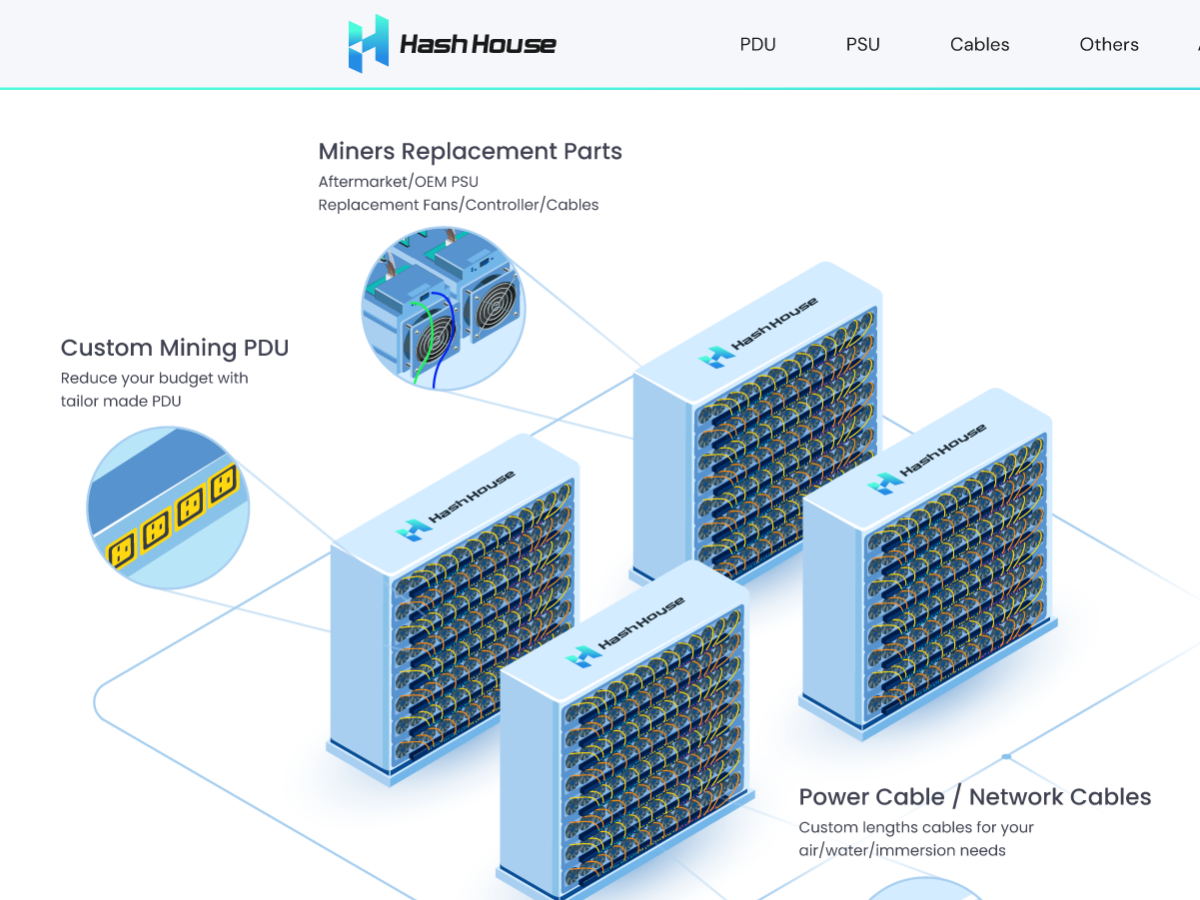 Hash House
PDU
PSU
Cables
Others
Miners Replacement Parts
Aftermarket/OEM PSU
Replacement Fans/Controller/Cables
Custom Mining PDU
Reduce your budget with
tailor made PDU
Hash House
Hash House
Hash House
Hash House
Power Cable / Network Cables
Custom lengths cables for your
air/water/immersion needs